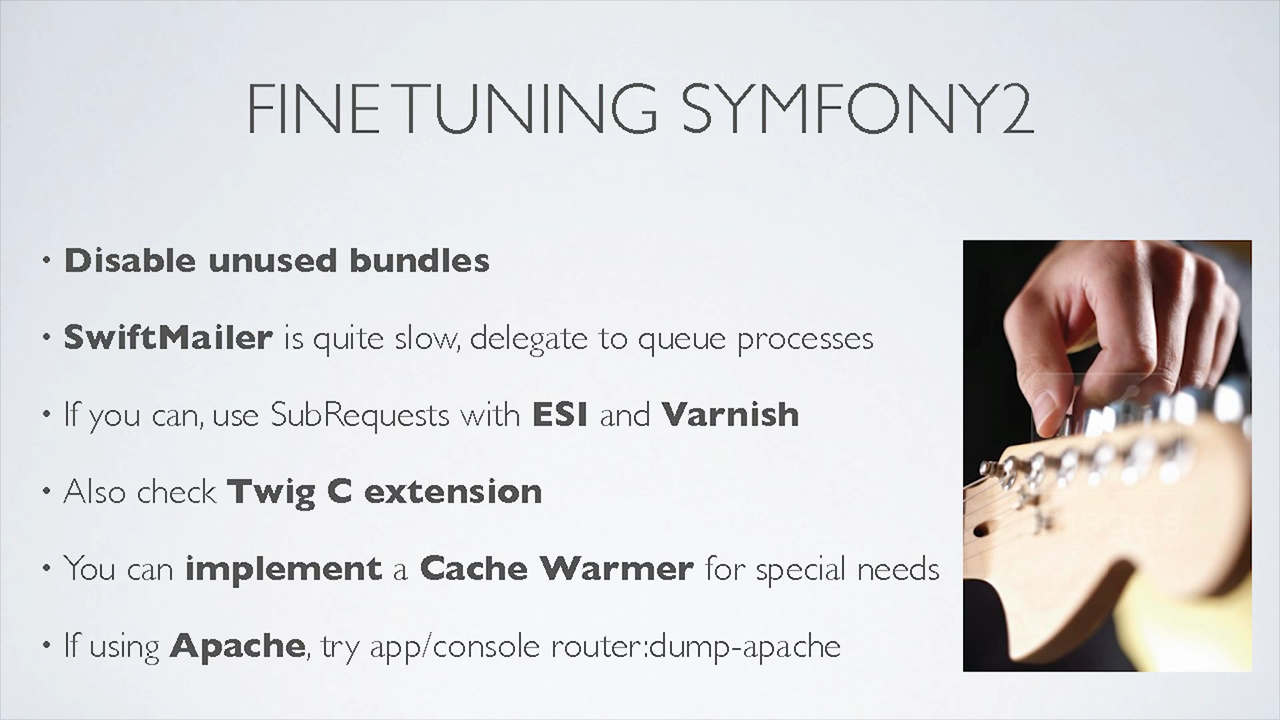 FINE TUNING SYMFONY2
• Disable unused bundles
• SwiftMailer is quite slow, delegate to queue processes
• If you can, use SubRequests with ESI and Varnish
• Also check Twig C extension
• You can implement a Cache Warmer for special needs
• If using Apache, try app/console router:dump-apache